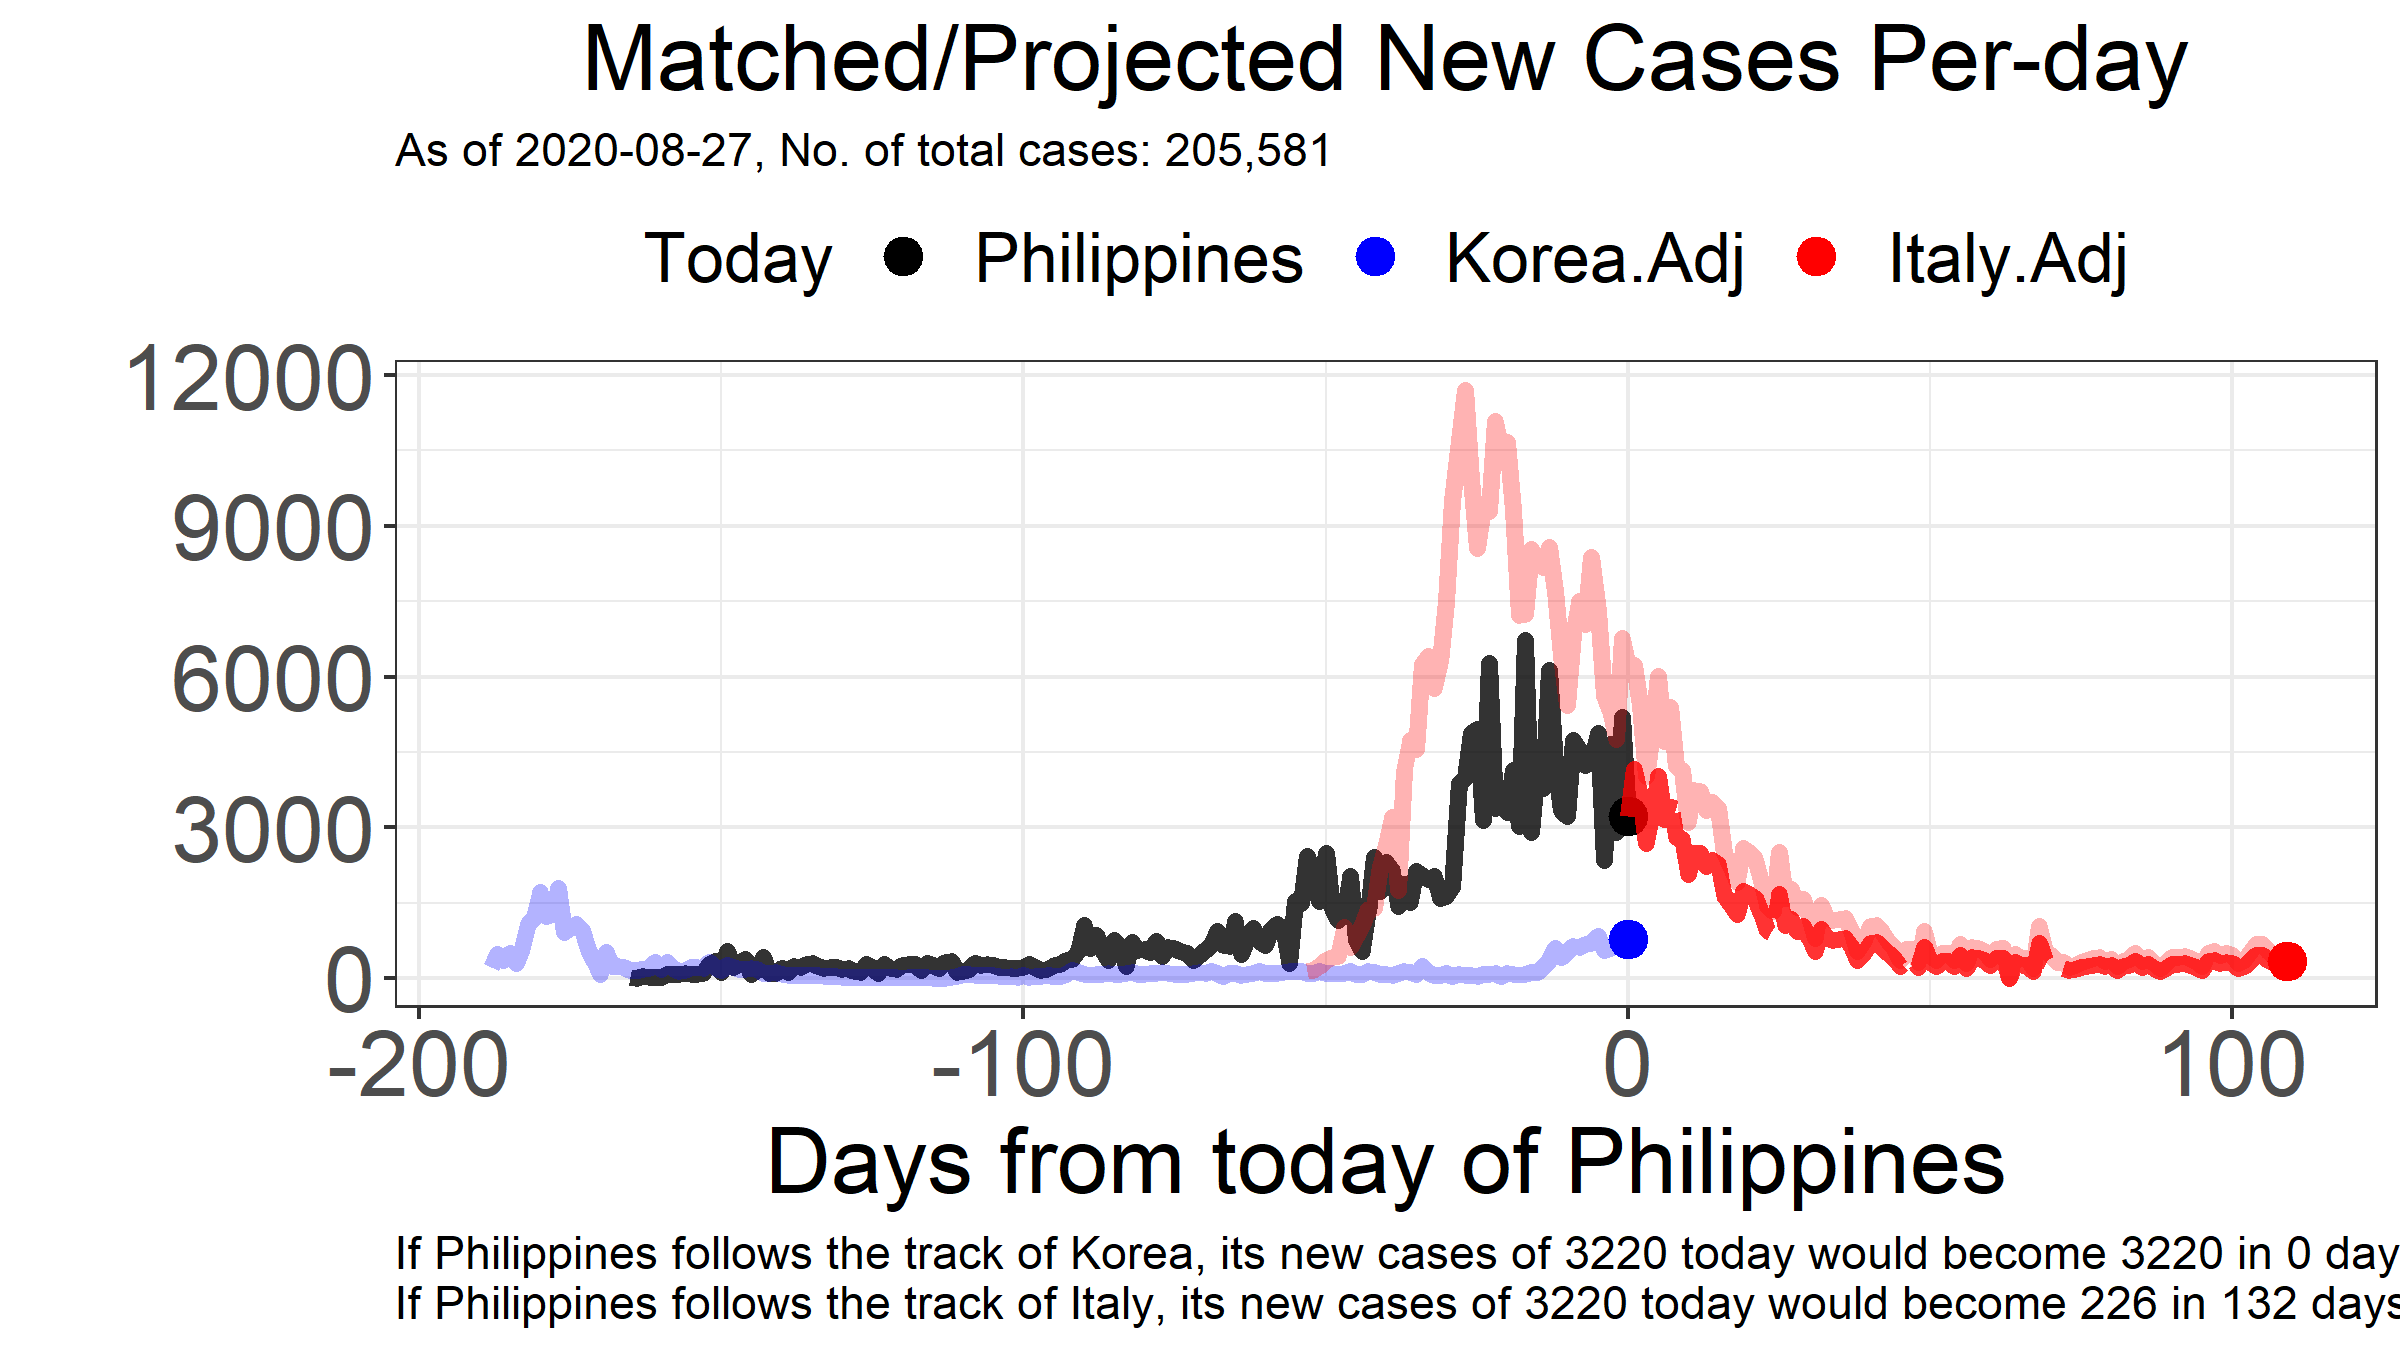 Matched/Projected New Cases Per-day
As of 2020-08-27, No. of total cases: 205,581
Today Philippines Korea.Adj Italy.Adj
12000
9000
6000
3000
0
-200 -100 0 100
Days from today of Philippines
If Philippines follows the track of Korea, its new cases of 3220 today would become 3220 in 0 day
If Philippines follows the track of Italy, its new cases of 3220 today would become 226 in 132 days